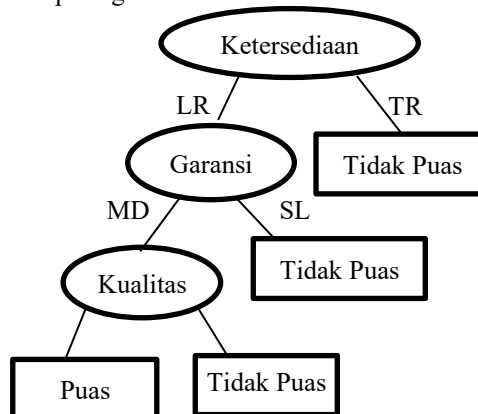 Ketersediaan
LR
TR
Garansi
Tidak Puas
MD
SL
Kualitas
Tidak Puas
Puas
Tidak Puas